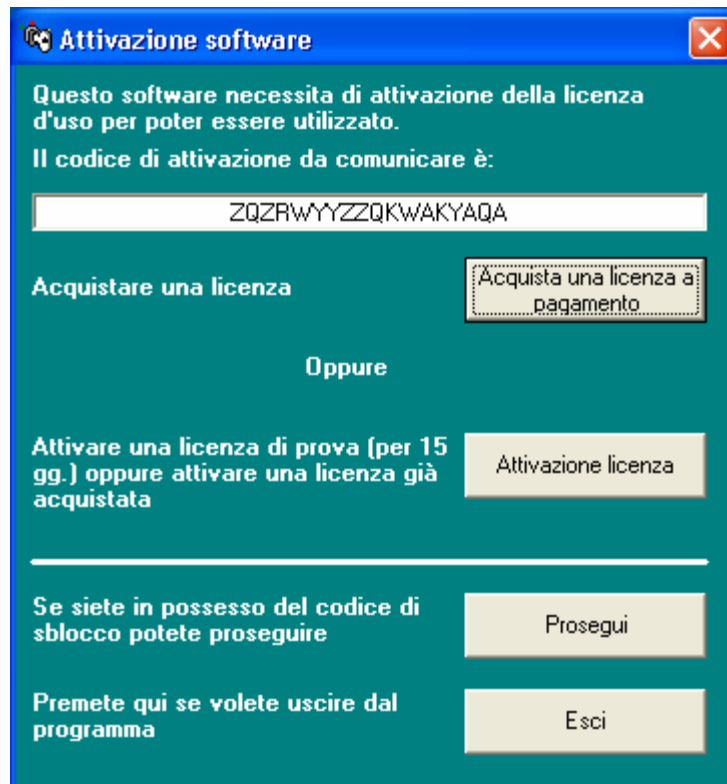 Attivazione software
Questo software necessita di attivazione della licenza
d'uso per poter essere utilizzato.
Il codice di attivazione da comunicare è:
ZQZRWYYZZQKWAKYAQA
Acquistare una licenza
Acquista una licenza a
pagamento
Oppure
Attivare una licenza di prova (per 15
gg.) oppure attivare una licenza già
acquistata
Attivazione licenza
Se siete in possesso del codice di
sblocco potete proseguire
Prosegui
Premete qui se volete uscire dal
programma
Esci